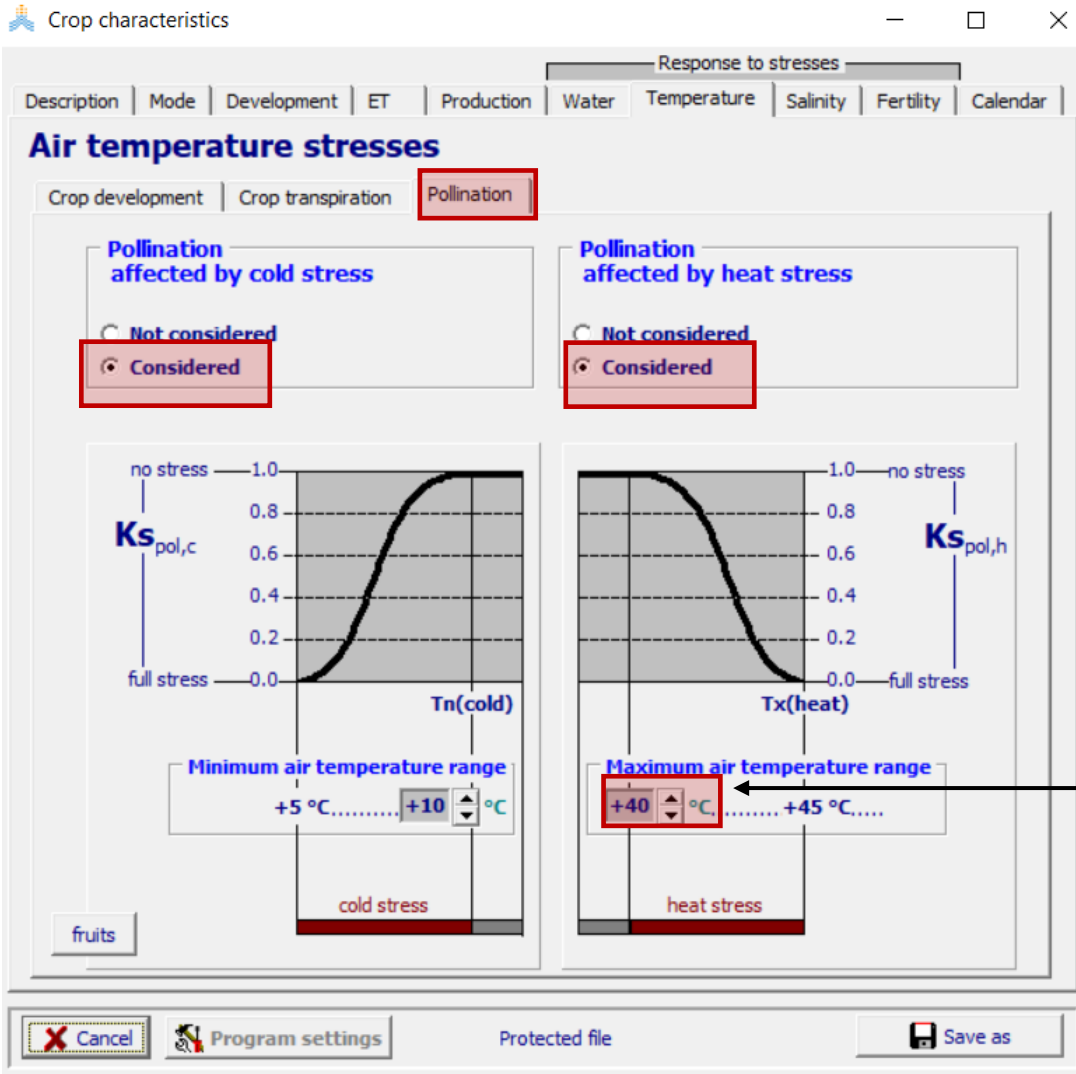 Crop characteristics
Response to stresses
Description Mode Development ET Production Water Temperature Salinity Fertility Calendar
Air temperature stresses
Crop development Crop transpiration Pollination
Pollination
affected by cold stress
Not considered
Considered
Pollination
affected by heat stress
Not considered
Considered
no stress 1.0
0.8
Ks pol,c
0.6
0.4
0.2
full stress 0.0
Tn(cold)
Minimum air temperature range
+5 °C.......... +10 °C
cold stress
1.0 no stress
0.8
Ks pol,h
0.6
0.4
0.2
0.0 full stress
Tx(heat)
Maximum air temperature range
+40 °C.......... +45 °C.....
heat stress
fruits
Cancel Program settings Protected file Save as